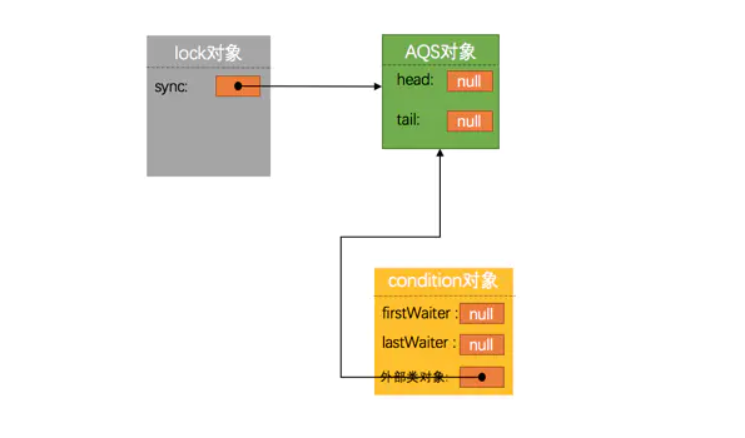 lock对象
sync:
AQS对象
head: null
tail: null
condition对象
firstWaiter : null
lastWaiter : null
外部类对象: